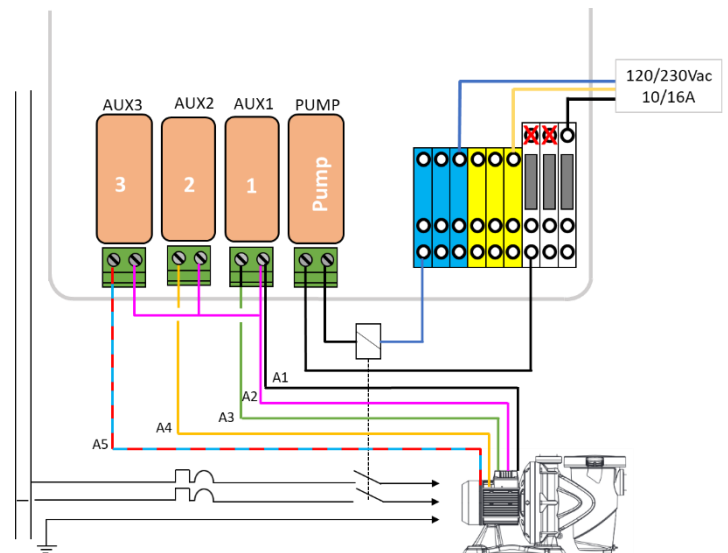 120/230Vac
10/16A
AUX3 AUX2 AUX1 PUMP
3 2 1 Pump
A1
A2
A3
A4
A5